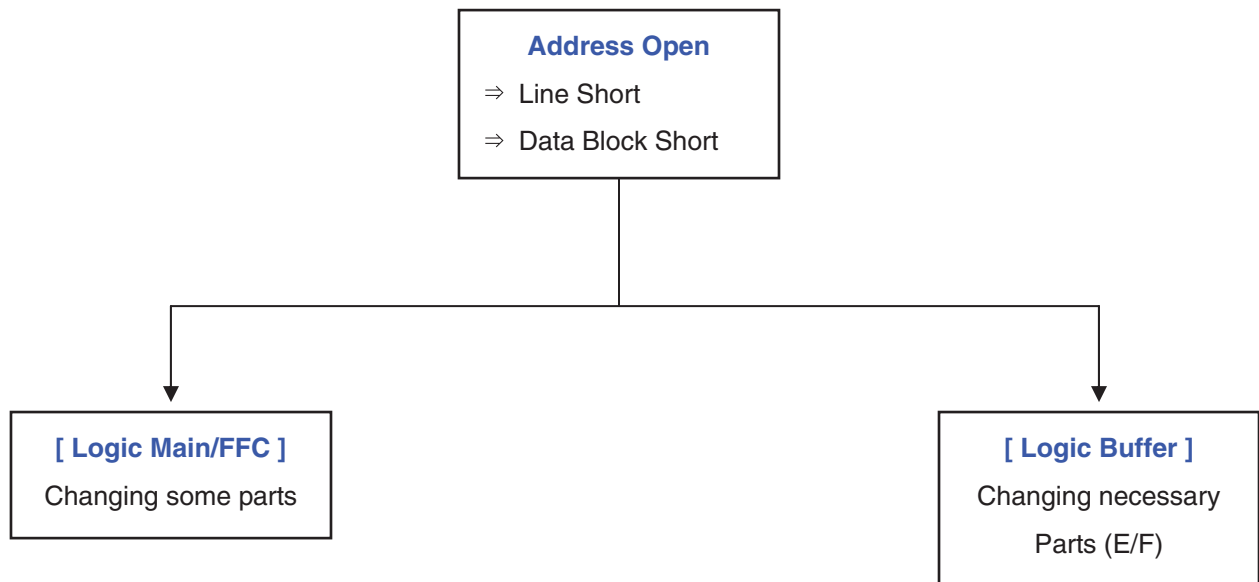 Address Open
⇒ Line Short
⇒ Data Block Short
[ Logic Main/FFC ]
Changing some parts
[ Logic Buffer ]
Changing necessary
Parts (E/F)